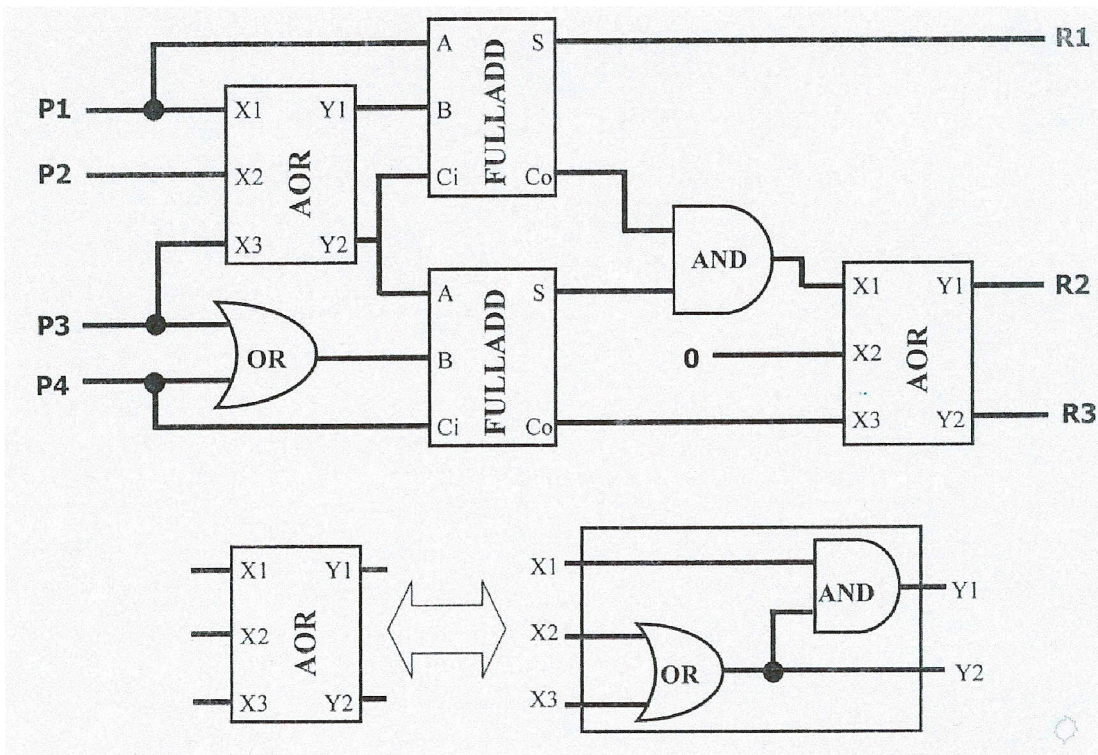 A S R1
P1 X1 Y1 B FULLADD
P2 X2 AOR Ci Co
X3 Y2 AND
A S X1 Y1 R2
P3 OR B FULLADD 0 X2 AOR
P4 Ci Co X3 Y2 R3
X1 Y1 X1 AND Y1
X2 AOR X2
X3 Y2 X3 OR Y2